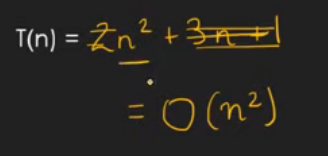 T(n) = 2n² + 3n+1
= O(n²)